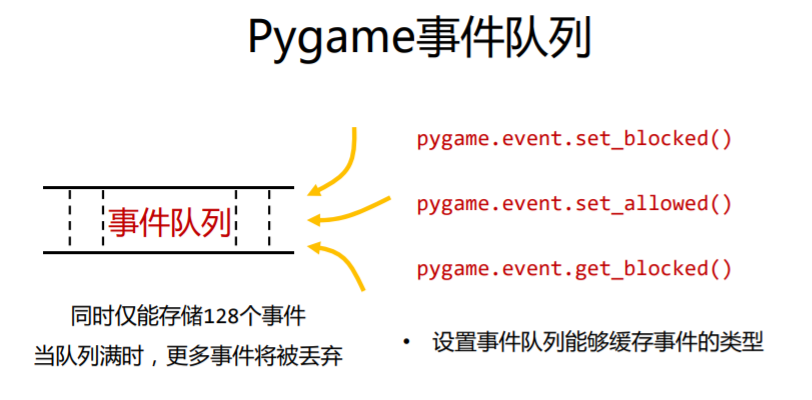 Pygame事件队列
pygame.event.set_blocked()
pygame.event.set_allowed()
事件队列
pygame.event.get_blocked()
同时仅能存储128个事件
当队列满时，更多事件将被丢弃
• 设置事件队列能够缓存事件的类型